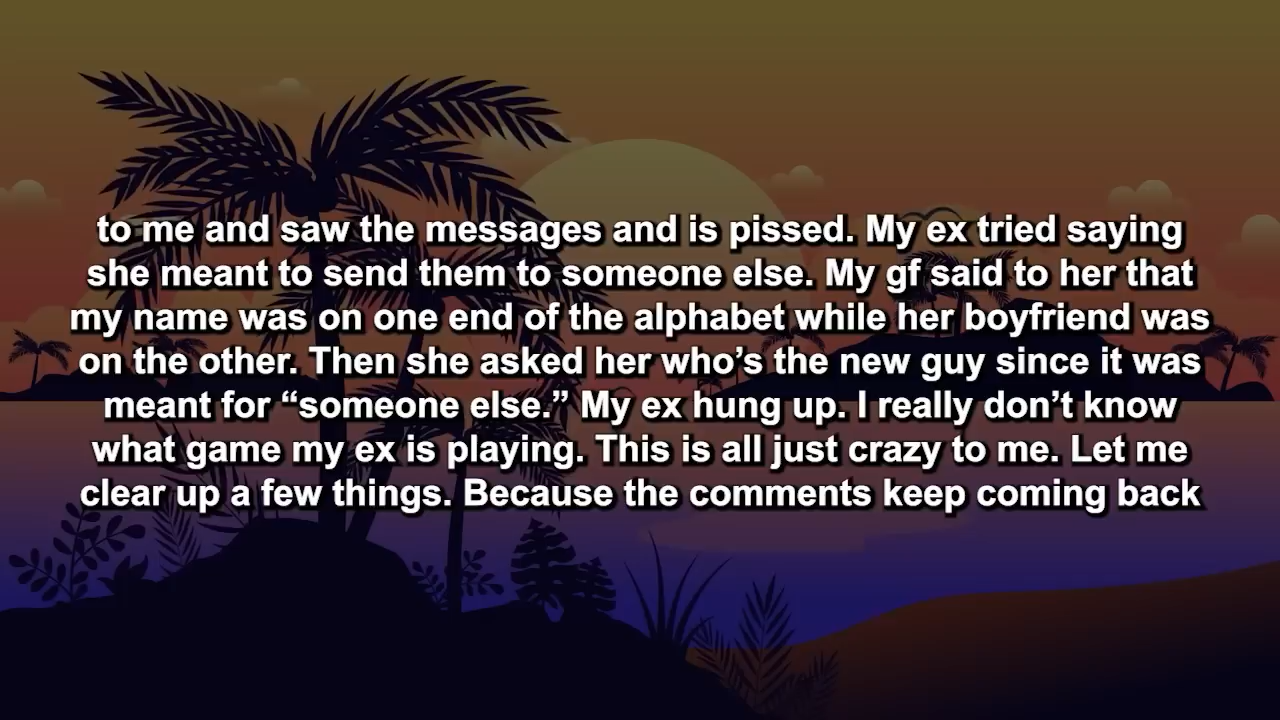 to me and saw the messages and is pissed. My ex tried saying
she meant to send them to someone else. My gf said to her that
my name was on one end of the alphabet while her boyfriend was
on the other. Then she asked her who’s the new guy since it was
meant for “someone else.” My ex hung up. I really don’t know
what game my ex is playing. This is all just crazy to me. Let me
clear up a few things. Because the comments keep coming back